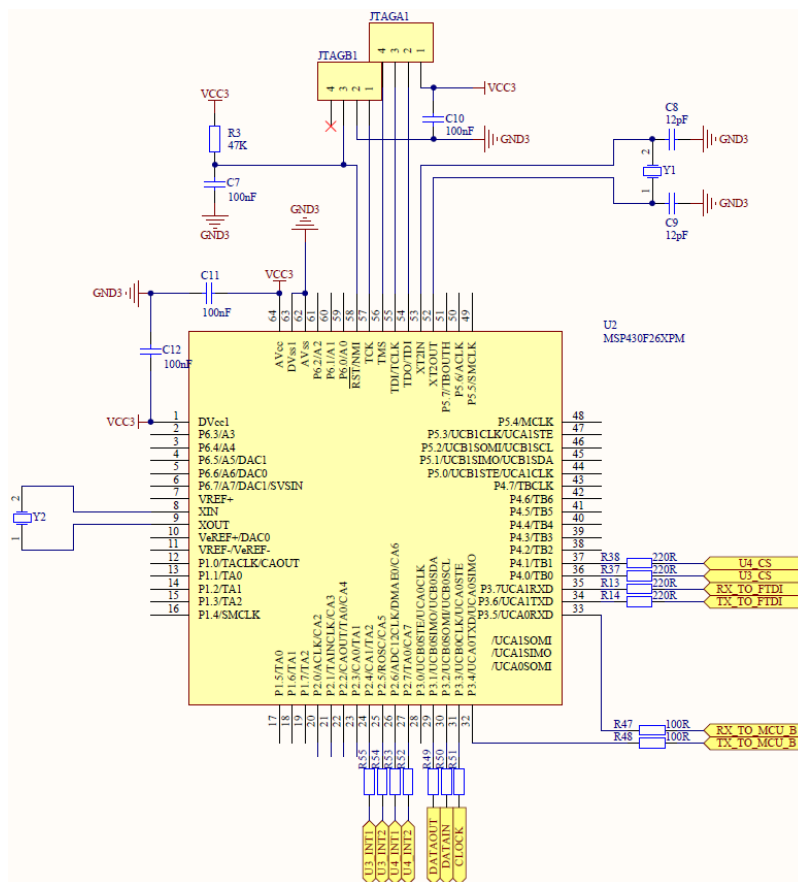 JTAGA1
4 3 2 1
JTAGB1
4 3 2 1
VCC3
VCC3
R3
47K
C10
100nF
GND3
C7
100nF
GND3
GND3
C8
12pF
GND3
2
Y1
1
C9
12pF
GND3
GND3
C11
100nF
VCC3
C12
100nF
VCC3
U2
MSP430F26XPM
64 AVcc
63 DVss1
62 AVss
61 P6.2/A2
60 P6.1/A1
59 P6.0/A0
58 RST/NMI
57 TCK
56 TMS
55 TDI/TCLK
54 TDO/TDI
53 XT2IN
52 XT2OUT
51 P5.7/TBOUTH
50 P5.6/ACLK
49 P5.5/SMCLK
1 DVcc1
2 P6.3/A3
3 P6.4/A4
4 P6.5/A5/DAC1
5 P6.6/A6/DAC0
6 P6.7/A7/DAC1/SVSIN
7 VREF+
8 XIN
9 XOUT
10 VeREF+/DAC0
11 VREF-/VeREF-
12 P1.0/TACLK/CAOUT
13 P1.1/TA0
14 P1.2/TA1
15 P1.3/TA2
16 P1.4/SMCLK
2
Y2
1
P5.4/MCLK 48
P5.3/UCB1CLK/UCA1STE 47
P5.2/UCB1SOMI/UCB1SCL 46
P5.1/UCB1SIMO/UCB1SDA 45
P5.0/UCB1STE/UCA1CLK 44
P4.7/TBCLK 43
P4.6/TB6 42
P4.5/TB5 41
P4.4/TB4 40
P4.3/TB3 39
P4.2/TB2 38
P4.1/TB1 37 R38 220R U4_CS
P4.0/TB0 36 R37 220R U3_CS
P3.7UCA1RXD 35 R13 220R RX_TO_FTDI
P3.6/UCA1TXD 34 R14 220R TX_TO_FTDI
P3.5/UCA0RXD 33
/UCA1SOMI
/UCA1SIMO
/UCA0SOMI
17 P1.5/TA0
18 P1.6/TA1
19 P1.7/TA2
20 P2.0/ACLK/CA2
21 P2.1/TAINCLK/CA3
22 P2.2/CAOUT/TA0/CA4
23 P2.3/CA0/TA1
24 P2.4/CA1/TA2
25 P2.5/ROSC/CA5
26 P2.6/ADC12CLK/DMAE0/CA6
27 P2.7/TA0/CA7
28 P3.0/UCB0STE/UCA0CLK
29 P3.1/UCB0SIMO/UCB0SDA
30 P3.2/UCB0SOMI/UCB0SCL
31 P3.3/UCB0CLK/UCA0STE
32 P3.4/UCA0TXD/UCA0SIMO
R47 100R RX_TO_MCU_B
R48 100R TX_TO_MCU_B
R55
R54
R53
R52
R49
R50
R51
U3_INT1
U3_INT2
U4_INT1
U4_INT2
DATAOUT
DATAIN
CLOCK